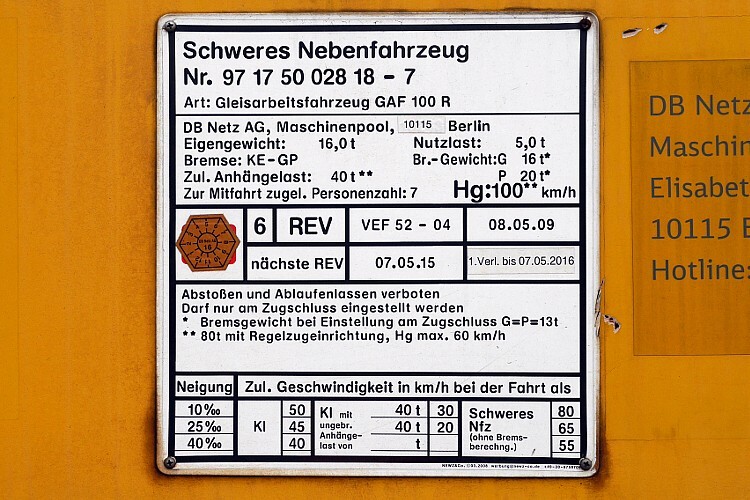 Schweres Nebenfahrzeug
Nr. 97 17 50 028 18 - 7
Art: Gleisarbeitsfahrzeug GAF 100 R
DB Netz AG, Maschinenpool, 10115 Berlin
Eigengewicht: 16,0 t Nutzlast: 5,0 t
Bremse: KE-GP Br.-Gewicht: G 16 t*
Zul. Anhängelast: 40 t** P 20 t*
Zur Mitfahrt zugel. Personenzahl: 7 Hg: 100** km/h
6 REV VEF 52 - 04 08.05.09
nächste REV 07.05.15 1.Verl. bis 07.05.2016
Abstoßen und Ablaufenlassen verboten
Darf nur am Zugschluss eingestellt werden
* Bremsgewicht bei Einstellung am Zugschluss G=P=13t
** 80t mit Regelzugeinrichtung, Hg max. 60 km/h
Neigung Zul. Geschwindigkeit in km/h bei der Fahrt als
10‰ 50 Kl mit 40 t 30 80
25‰ Kl 45 ungebr. 40 t 20 Schweres Nfz 65
40‰ 40 Anhänge- last von t (ohne Brems- berechng.) 55
DB Netz
Maschin
Elisabet
10115 B
Hotline: